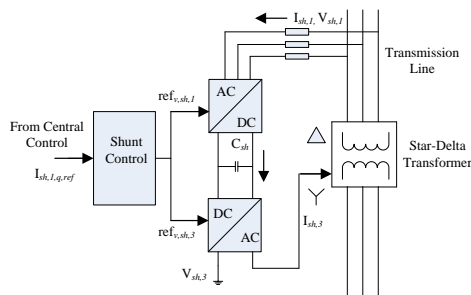 I_{sh,1}, V_{sh,1}
Transmission
Line
AC
DC
ref_{v,sh,1}
From Central
Control
I_{sh,1,q,ref}
Shunt
Control
C_{sh}
Star-Delta
Transformer
ref_{v,sh,3}
DC
AC
I_{sh,3}
V_{sh,3}